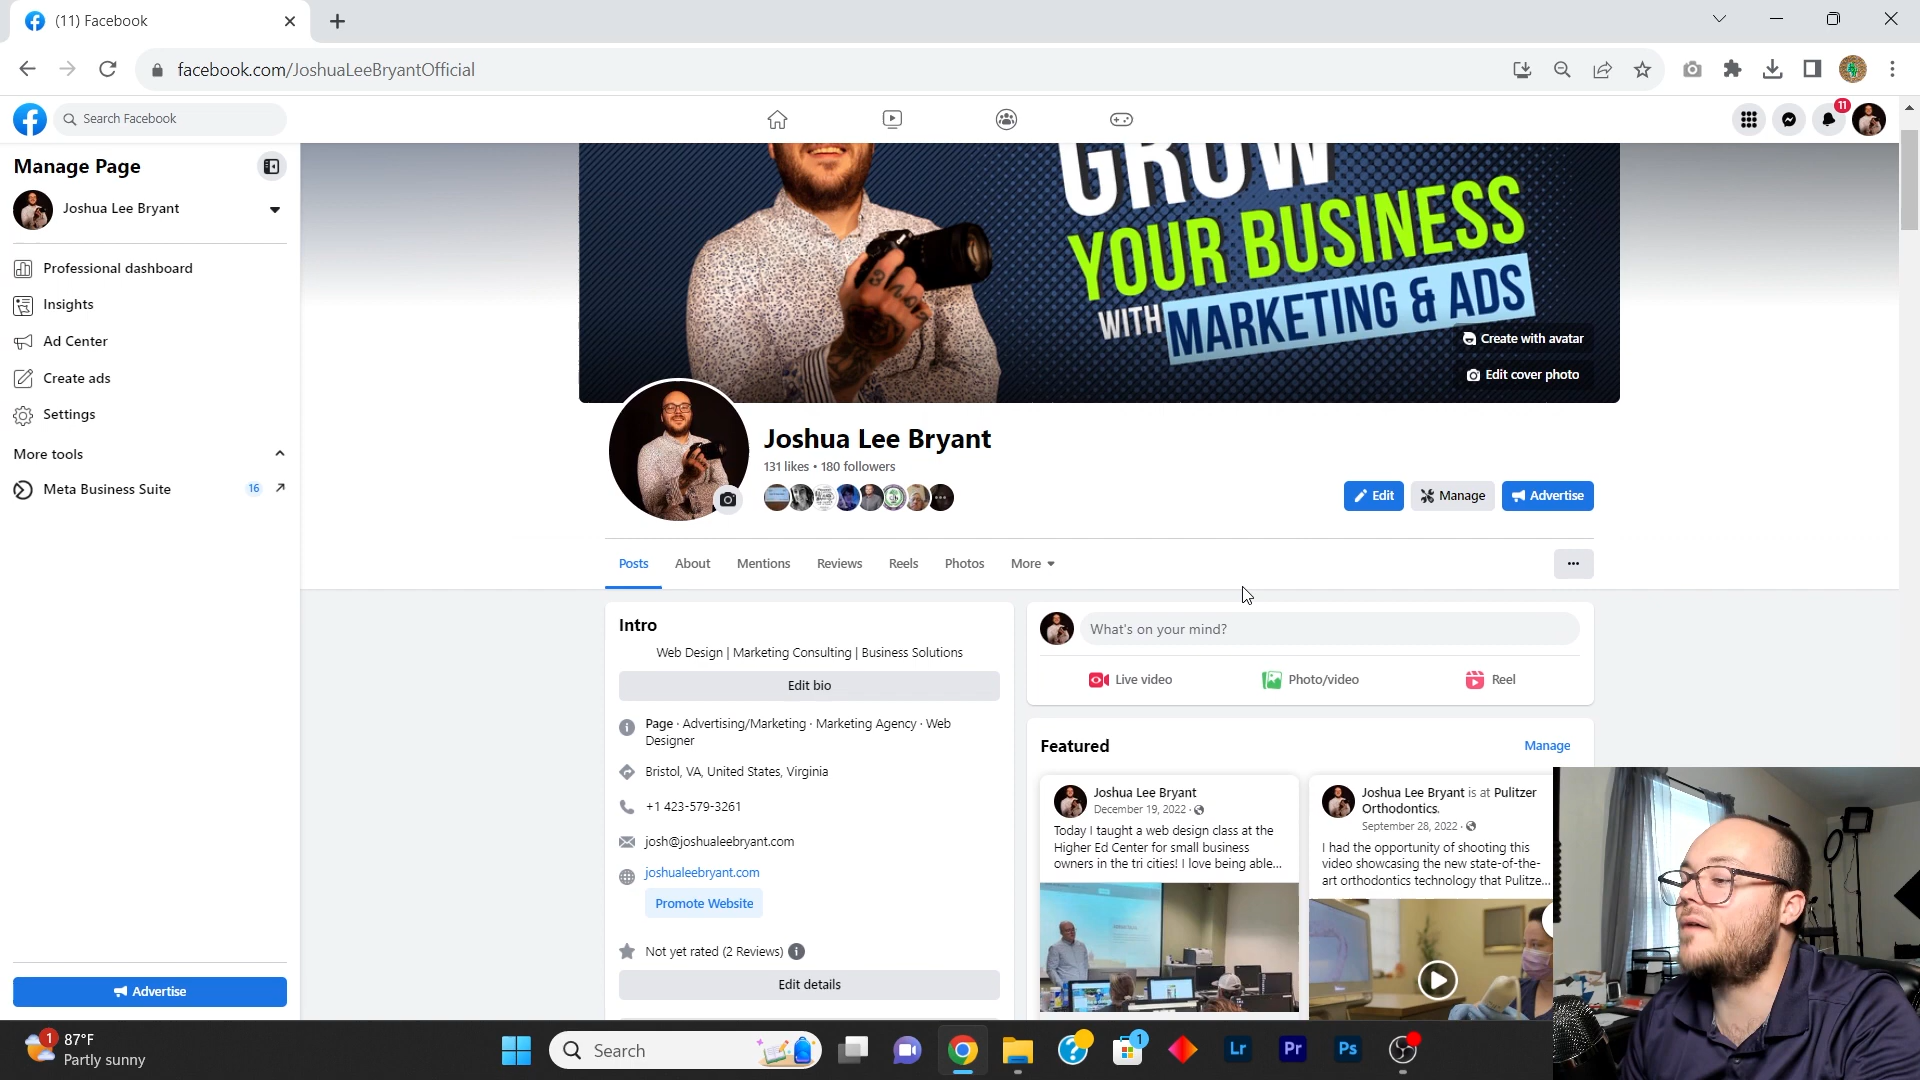 (11) Facebook
facebook.com/JoshuaLeeBryantOfficial
Search Facebook
11
Manage Page
Joshua Lee Bryant
Professional dashboard
Insights
Ad Center
Create ads
Settings
More tools
Meta Business Suite 16
Advertise
GROW
YOUR BUSINESS
WITH MARKETING & ADS
Create with avatar
Edit cover photo
Joshua Lee Bryant
131 likes • 180 followers
Edit
Manage
Advertise
Posts
About
Mentions
Reviews
Reels
Photos
More
Intro
Web Design | Marketing Consulting | Business Solutions
Edit bio
Page · Advertising/Marketing · Marketing Agency · Web
Designer
Bristol, VA, United States, Virginia
+1 423-579-3261
josh@joshualeebryant.com
joshualeebryant.com
Promote Website
Not yet rated (2 Reviews)
Edit details
What's on your mind?
Live video
Photo/video
Reel
Featured
Manage
Joshua Lee Bryant
December 19, 2022 ·
Today I taught a web design class at the
Higher Ed Center for small business
owners in the tri cities! I love being able...
Joshua Lee Bryant is at Pulitzer
Orthodontics.
September 28, 2022 ·
I had the opportunity of shooting this
video showcasing the new state-of-the-
art orthodontics technology that Pulitze...
1
87°F
Partly sunny
Search
1
Lr
Pr
Ps